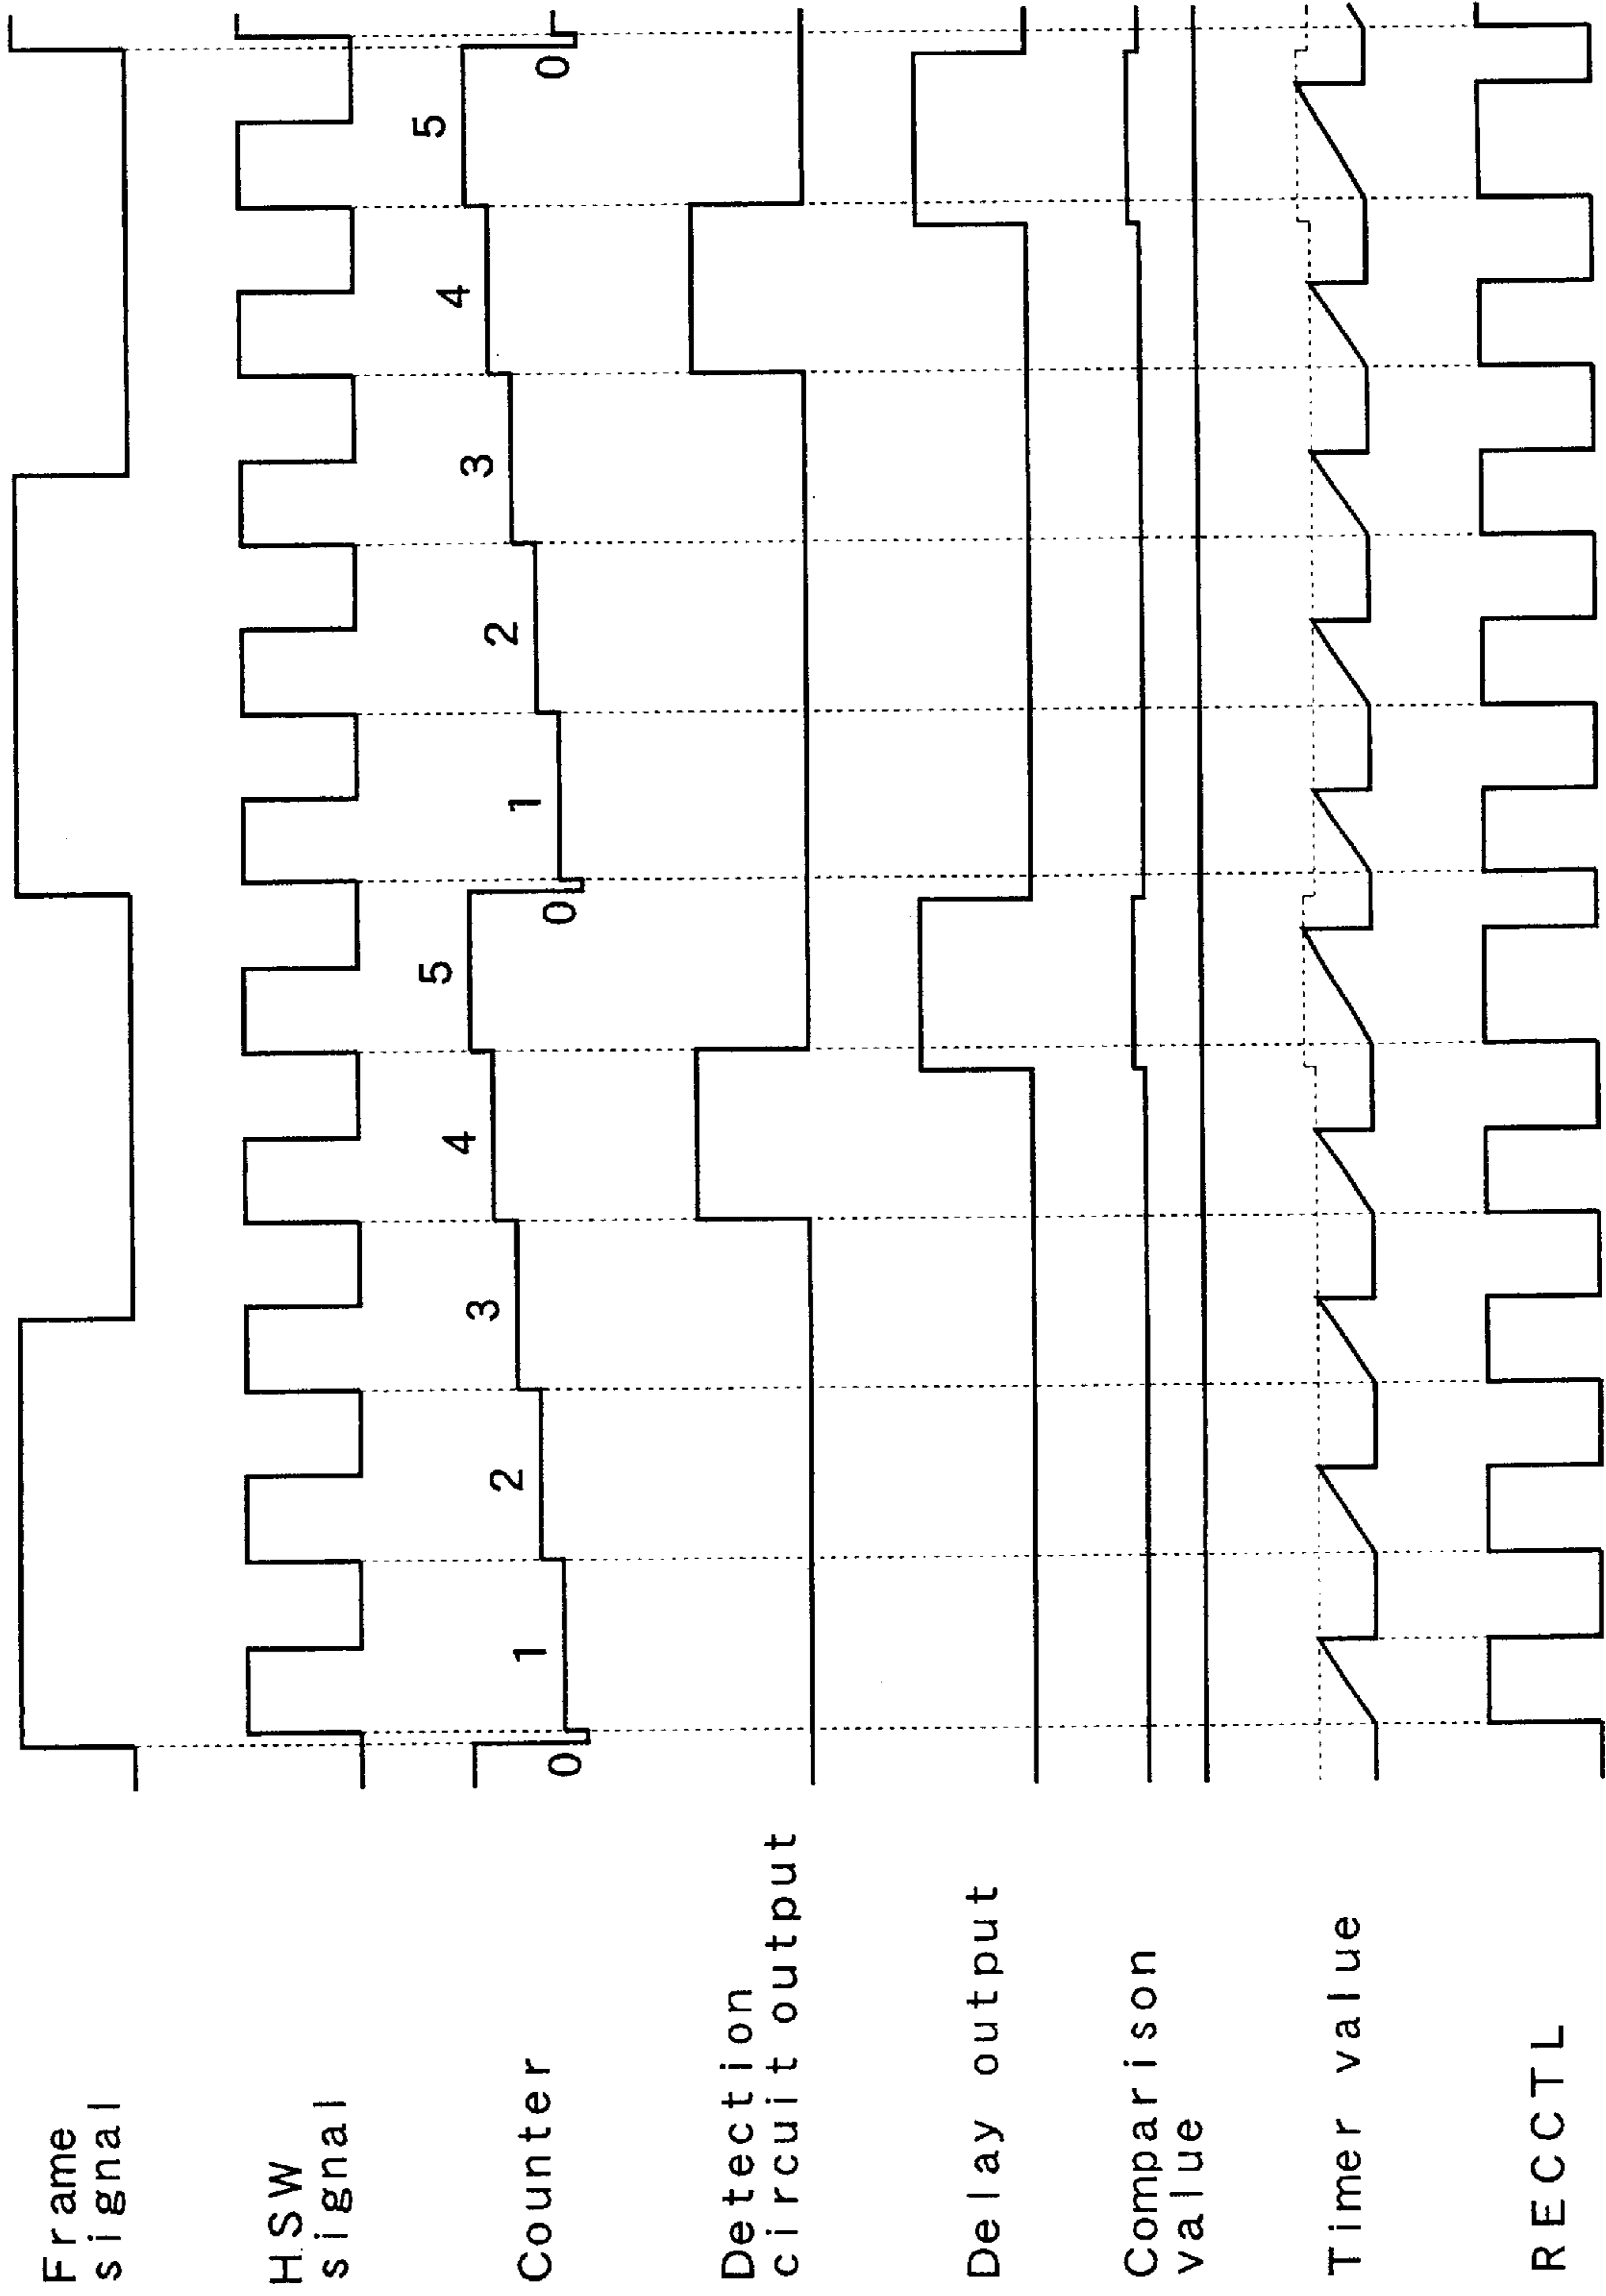 Frame
signal
HSW
signal
Counter
0 1 2 3 4 5 0 1 2 3 4 5 0
Detection
circuit output
Delay output
Comparison
value
Timer value
RECCTL